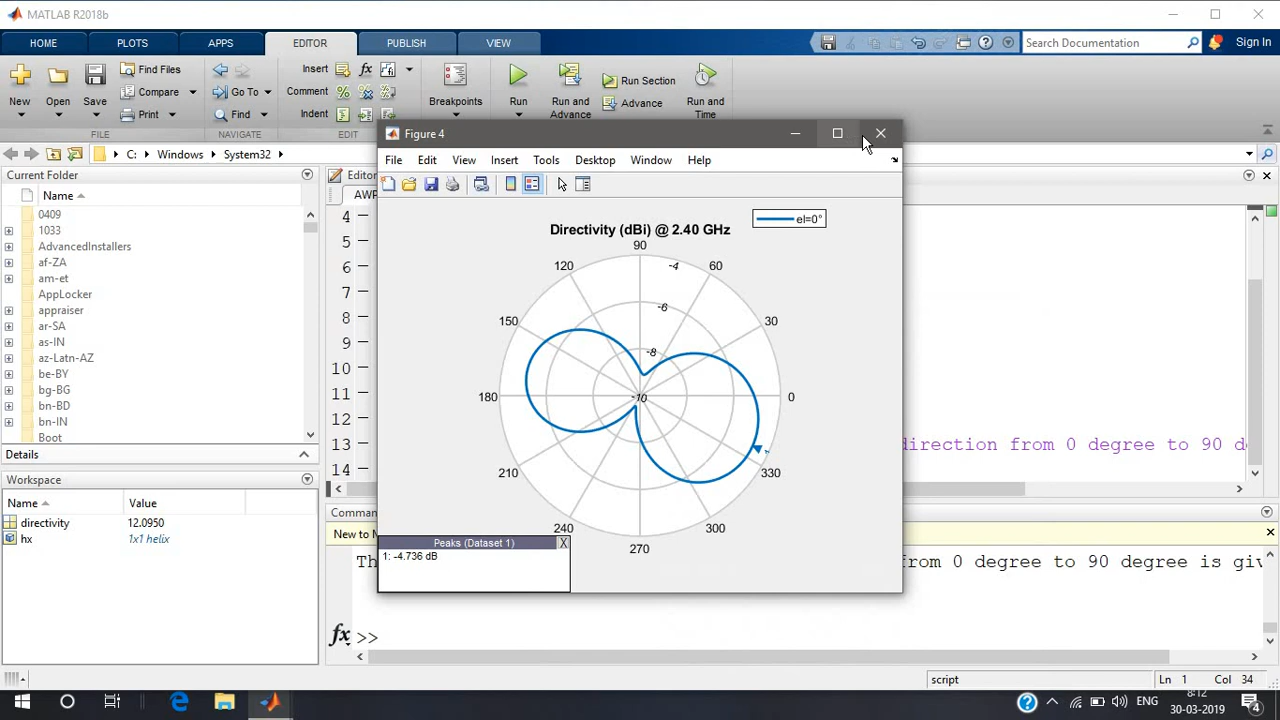 MATLAB R2018b
HOME PLOTS APPS EDITOR PUBLISH VIEW Search Documentation Sign In
New Open Save Find Files Compare Print
Insert fx Comment Indent
Go To Find
Breakpoints Run Run and Advance Run Section Advance Run and Time
FILE NAVIGATE EDIT
C: Windows System32
Current Folder
Name
0409
1033
AdvancedInstallers
af-ZA
am-et
AppLocker
appraiser
ar-SA
as-IN
az-Latn-AZ
be-BY
bg-BG
bn-BD
bn-IN
Boot
Details
Workspace
Name Value
directivity 12.0950
hx 1x1 helix
Editor
4
5
6
7
8
9
10
11
12
13
14
direction from 0 degree to 90 d
Figure 4
File Edit View Insert Tools Desktop Window Help
el=0°
Directivity (dBi) @ 2.40 GHz
90
120 -4 60
-6
150 30
-8
180 -10 0
210 330
240 300
270
Peaks (Dataset 1) X
1: -4.736 dB
New to
Th from 0 degree to 90 degree is giv
fx >>
script Ln 1 Col 34
ENG 8:12
30-03-2019 4